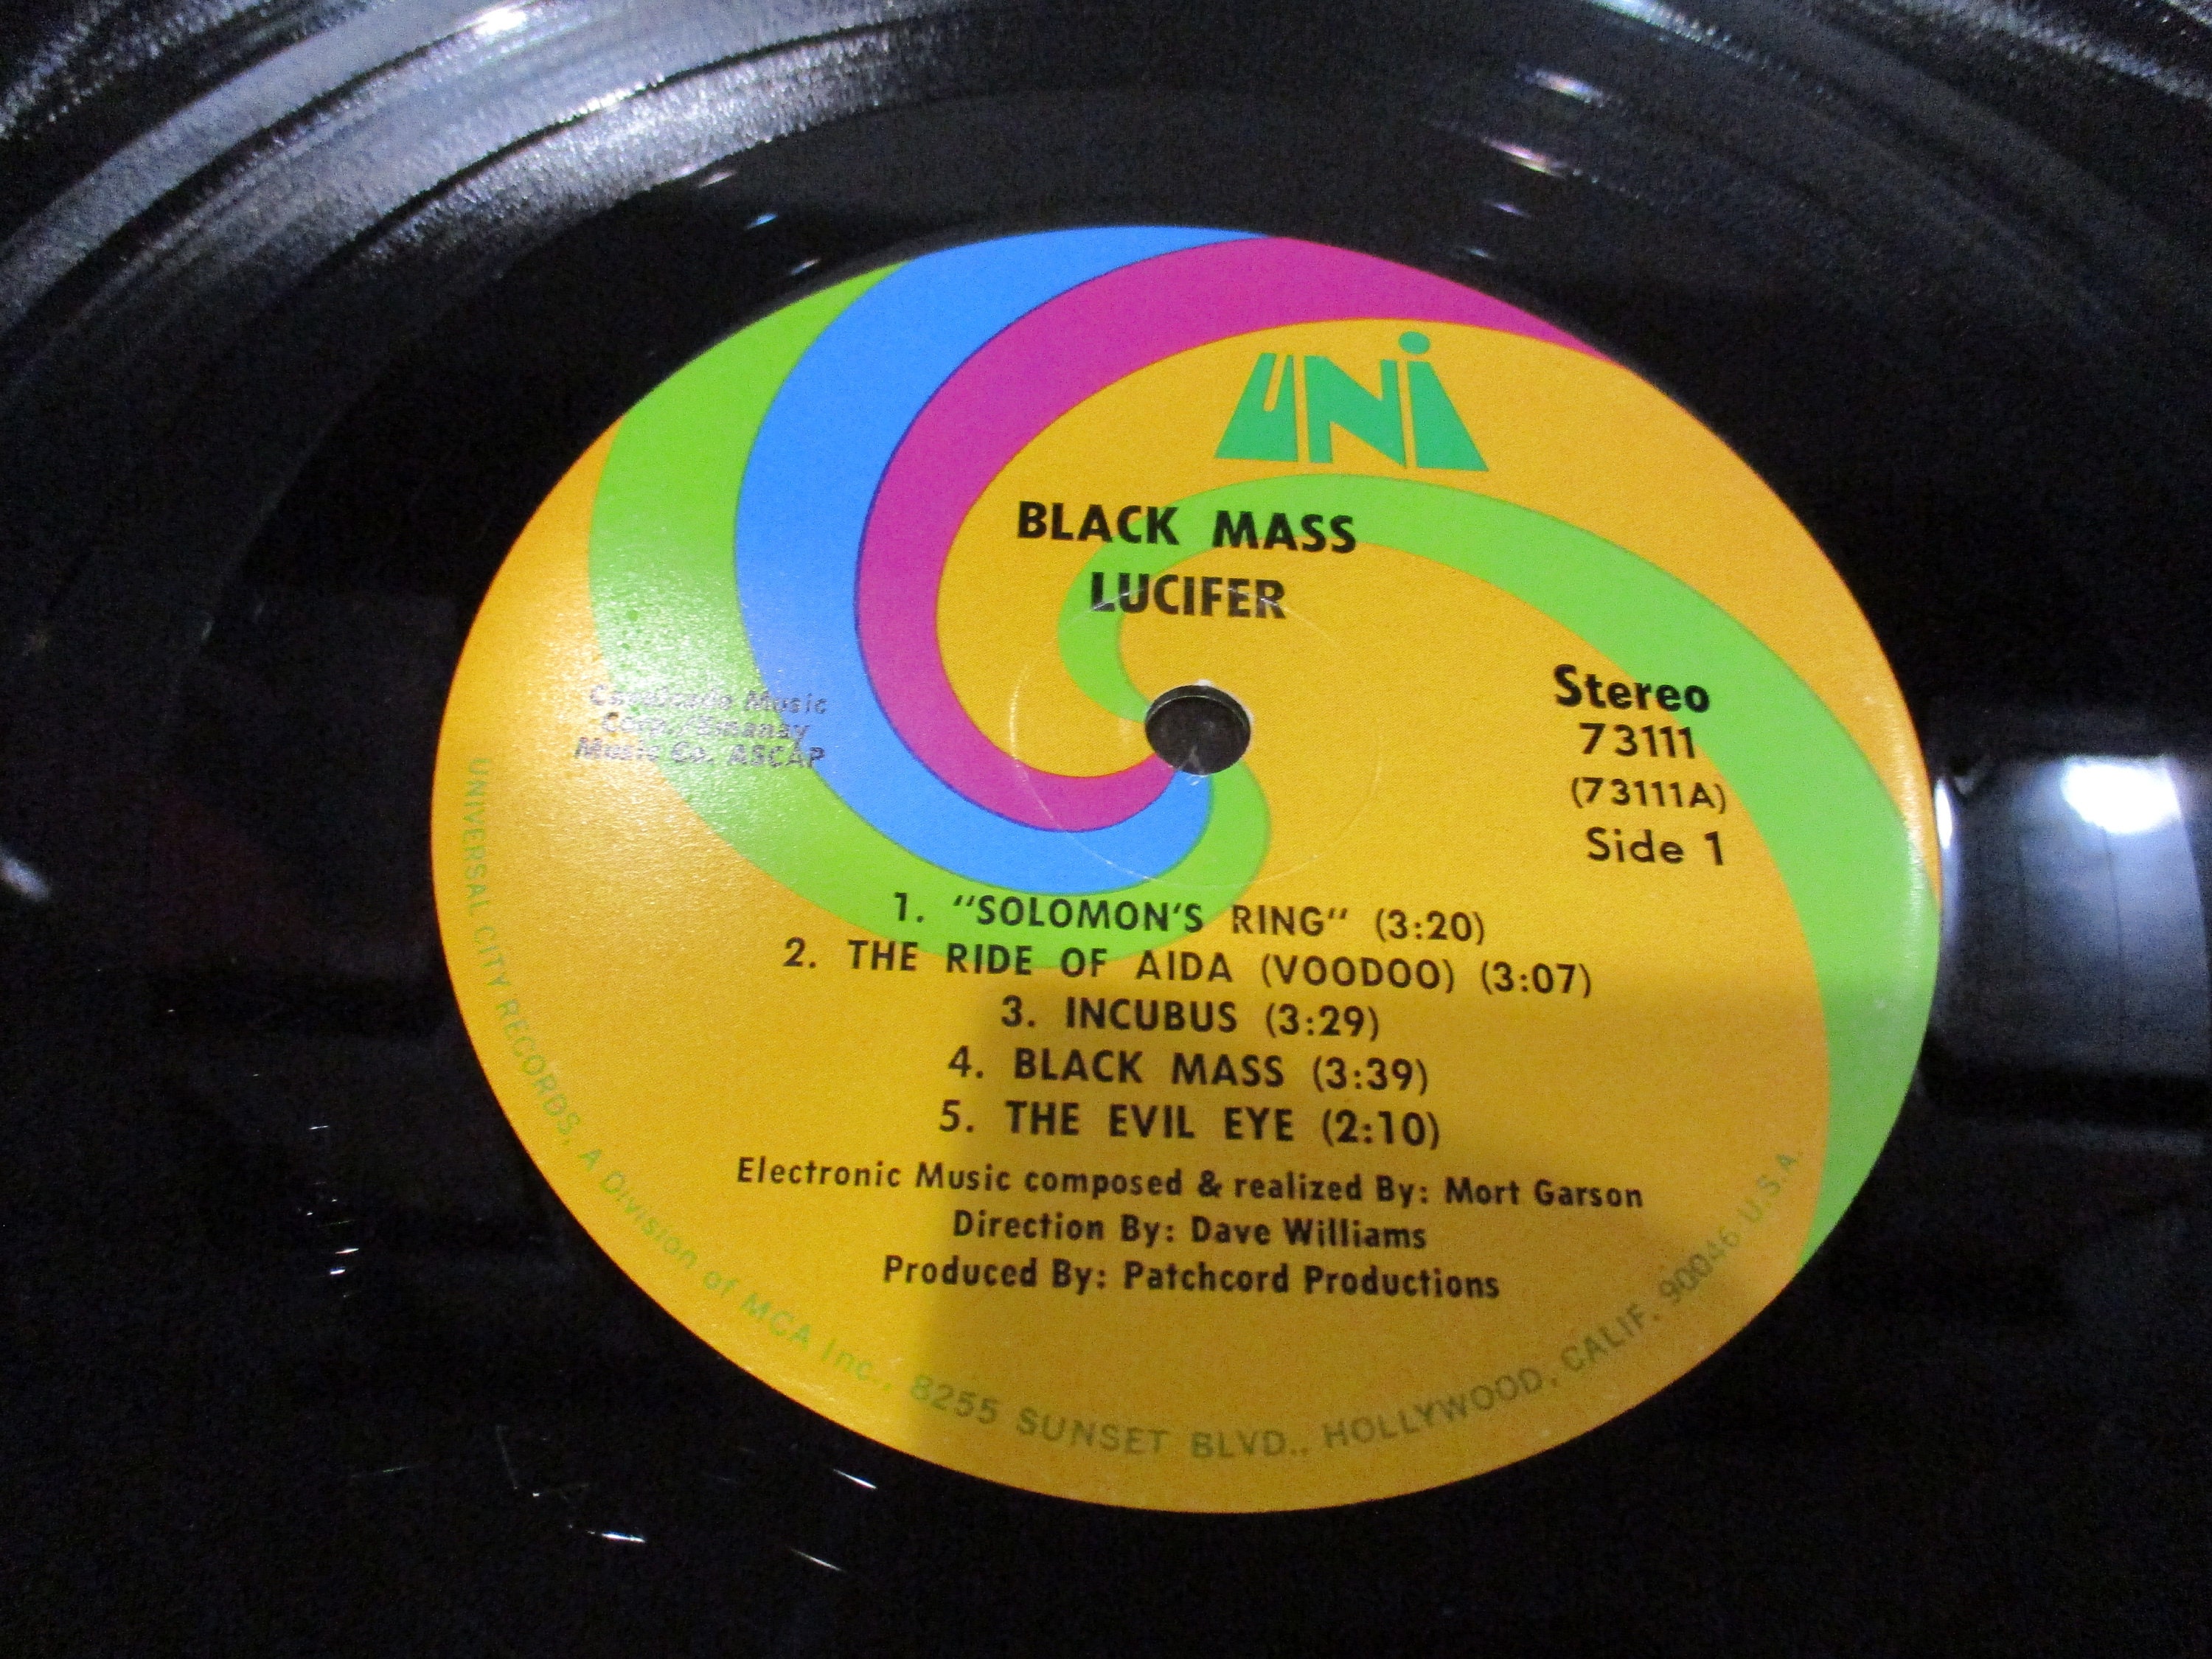 UNI
BLACK MASS
LUCIFER
Music
Corp./
Music Co. ASCAP
Stereo
73111
(73111A)
Side 1
1. "SOLOMON'S RING" (3:20)
2. THE RIDE OF AIDA (VOODOO) (3:07)
3. INCUBUS (3:29)
4. BLACK MASS (3:39)
5. THE EVIL EYE (2:10)
Electronic Music composed & realized By: Mort Garson
Direction By: Dave Williams
Produced By: Patchcord Productions
UNIVERSAL CITY RECORDS, A Division of MCA Inc., 8255 SUNSET BLVD., HOLLYWOOD, CALIF. 90046 U.S.A.